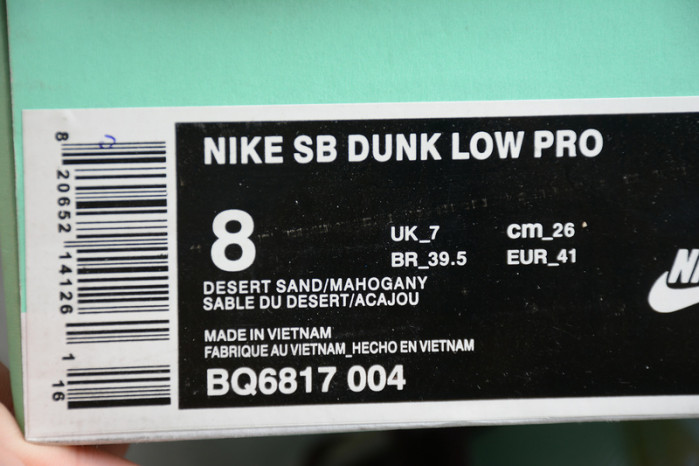 8 20652 14126 1 16
NIKE SB DUNK LOW PRO
8
UK_7 cm_26
BR_39.5 EUR_41
DESERT SAND/MAHOGANY
SABLE DU DESERT/ACAJOU
MADE IN VIETNAM
FABRIQUE AU VIETNAM_HECHO EN VIETNAM
BQ6817 004